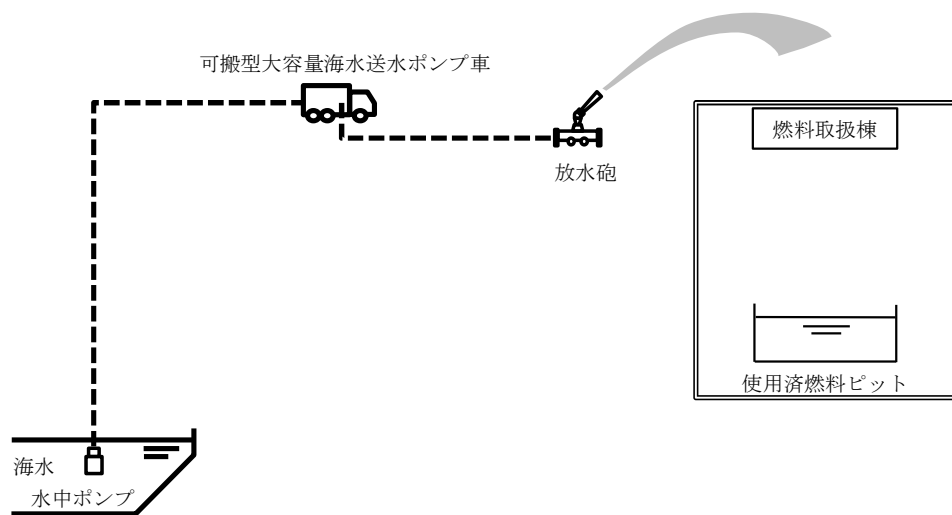 可搬型大容量海水送水ポンプ車
燃料取扱棟
放水砲
使用済燃料ピット
海水
水中ポンプ